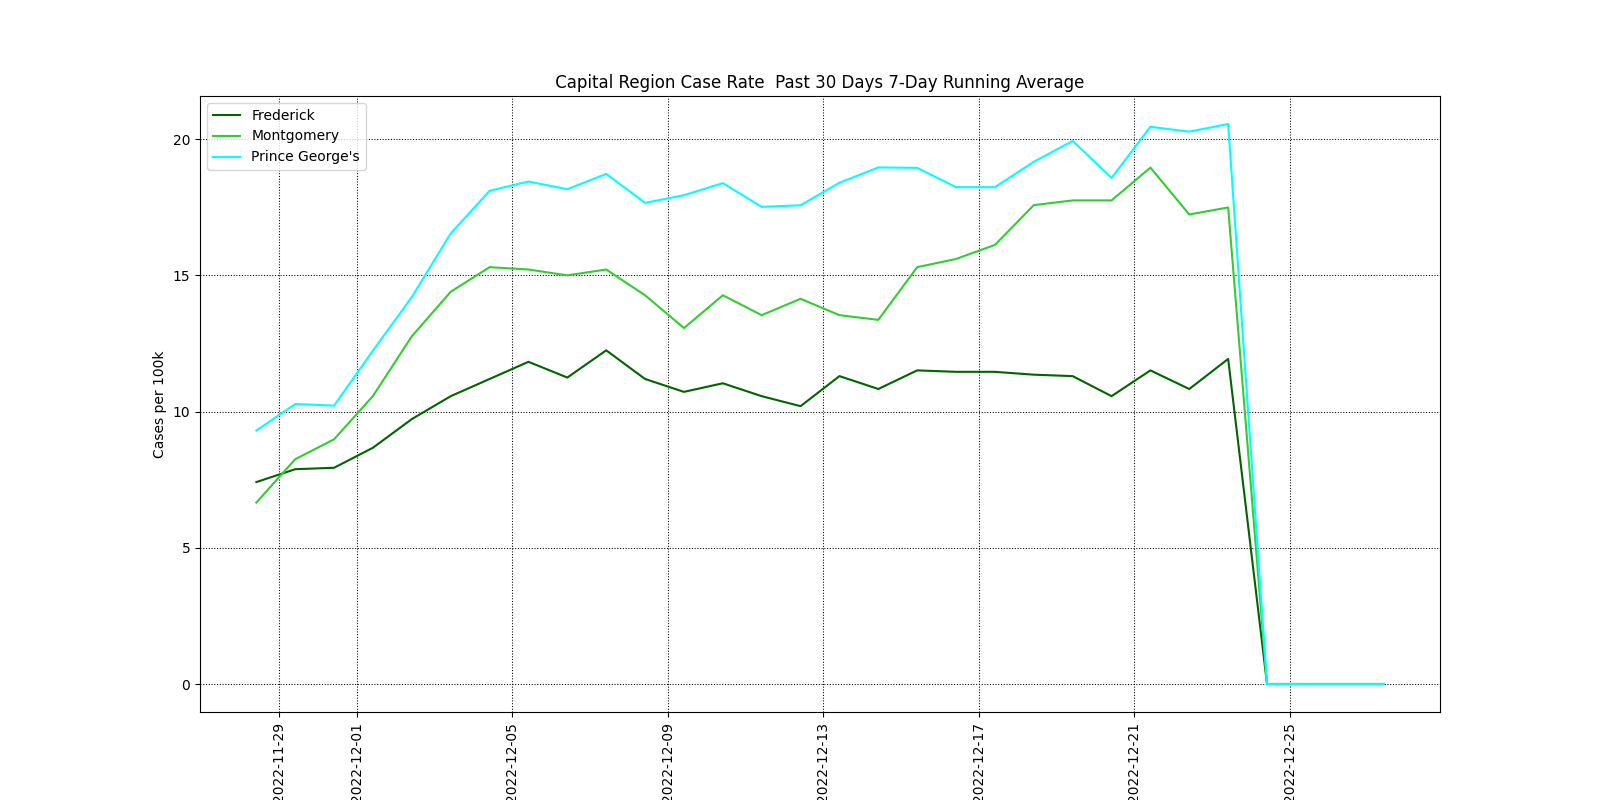 Capital Region Case Rate  Past 30 Days 7-Day Running Average
Frederick
Montgomery
Prince George's
Cases per 100k
20
15
10
5
0
2022-11-29
2022-12-01
2022-12-05
2022-12-09
2022-12-13
2022-12-17
2022-12-21
2022-12-25